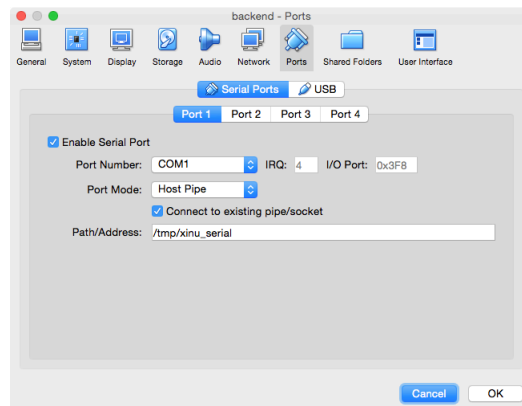 backend - Ports
General System Display Storage Audio Network Ports Shared Folders User Interface
Serial Ports USB
Port 1 Port 2 Port 3 Port 4
Enable Serial Port
Port Number: COM1 IRQ: 4 I/O Port: 0x3F8
Port Mode: Host Pipe
Connect to existing pipe/socket
Path/Address: /tmp/xinu_serial
Cancel OK